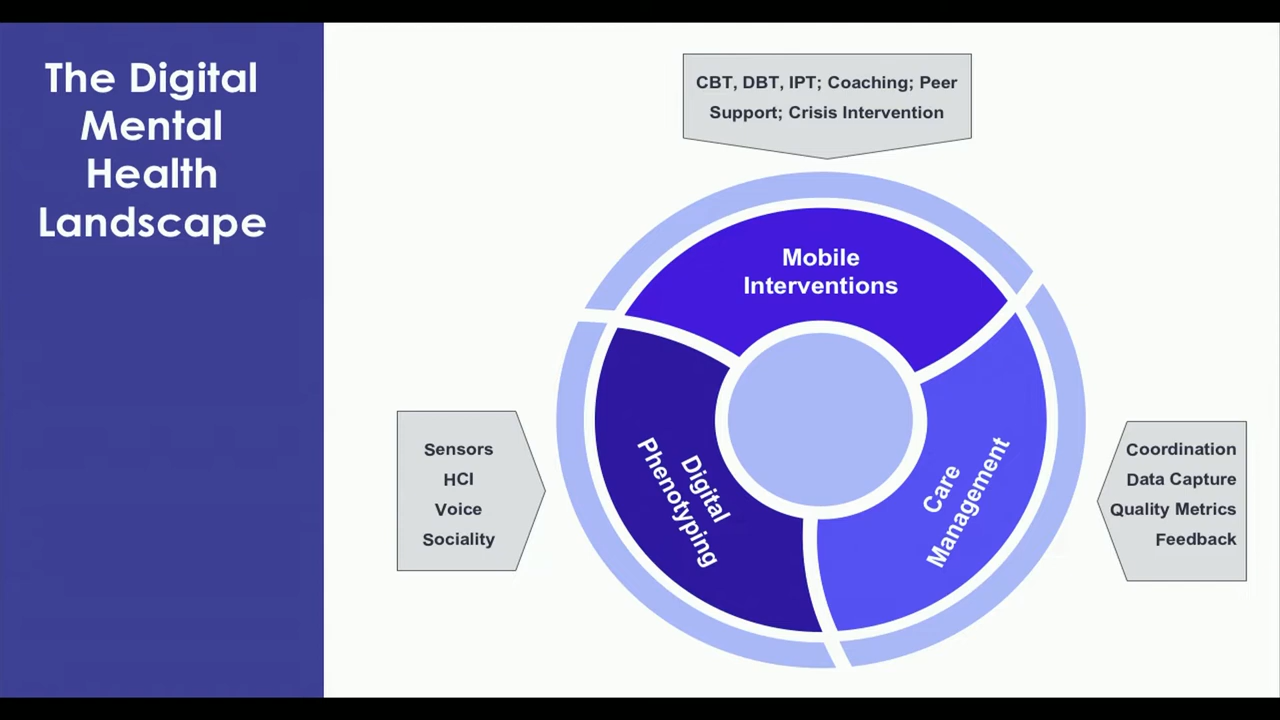 The Digital
Mental
Health
Landscape
CBT, DBT, IPT; Coaching; Peer
Support; Crisis Intervention
Mobile
Interventions
Sensors
HCI
Voice
Sociality
Digital
Phenotyping
Care
Management
Coordination
Data Capture
Quality Metrics
Feedback